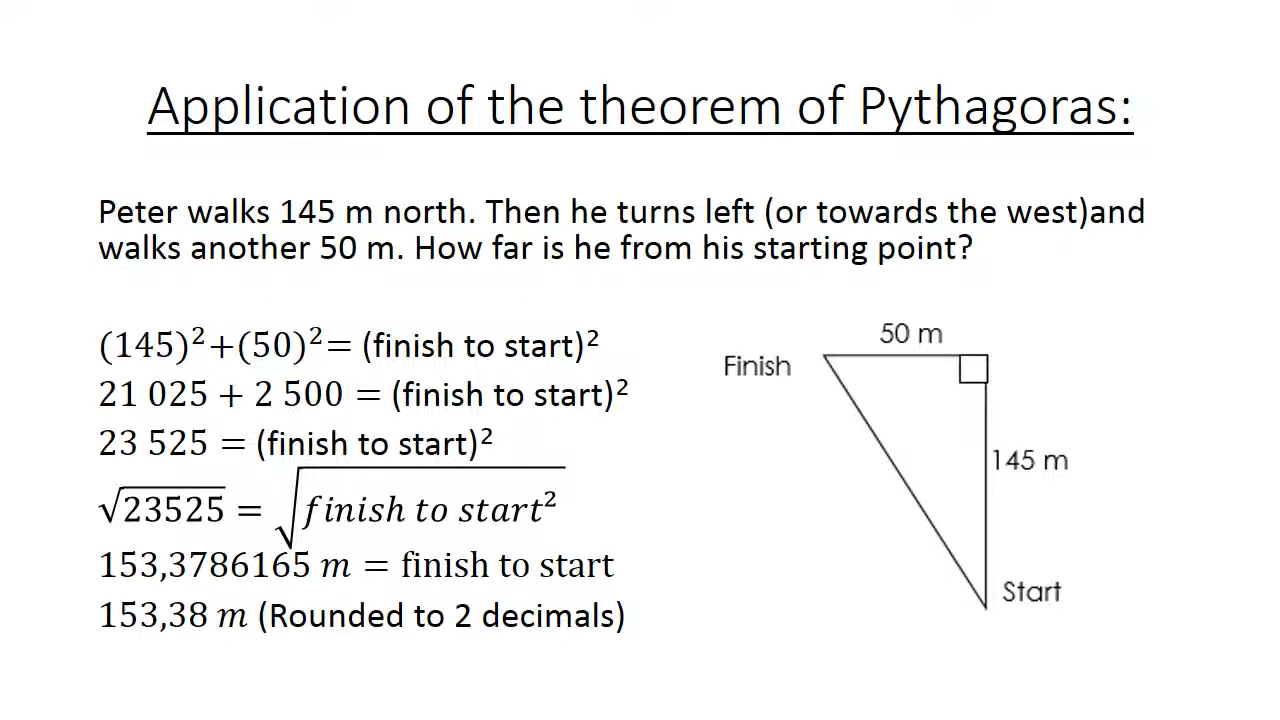 Application of the theorem of Pythagoras:
Peter walks 145 m north. Then he turns left (or towards the west)and
walks another 50 m. How far is he from his starting point?
(145)²+(50)²= (finish to start)²
21 025 + 2 500 = (finish to start)²
23 525 = (finish to start)²
√23525 = √finish to start²
153,3786165 m = finish to start
153,38 m (Rounded to 2 decimals)
50 m
Finish
145 m
Start